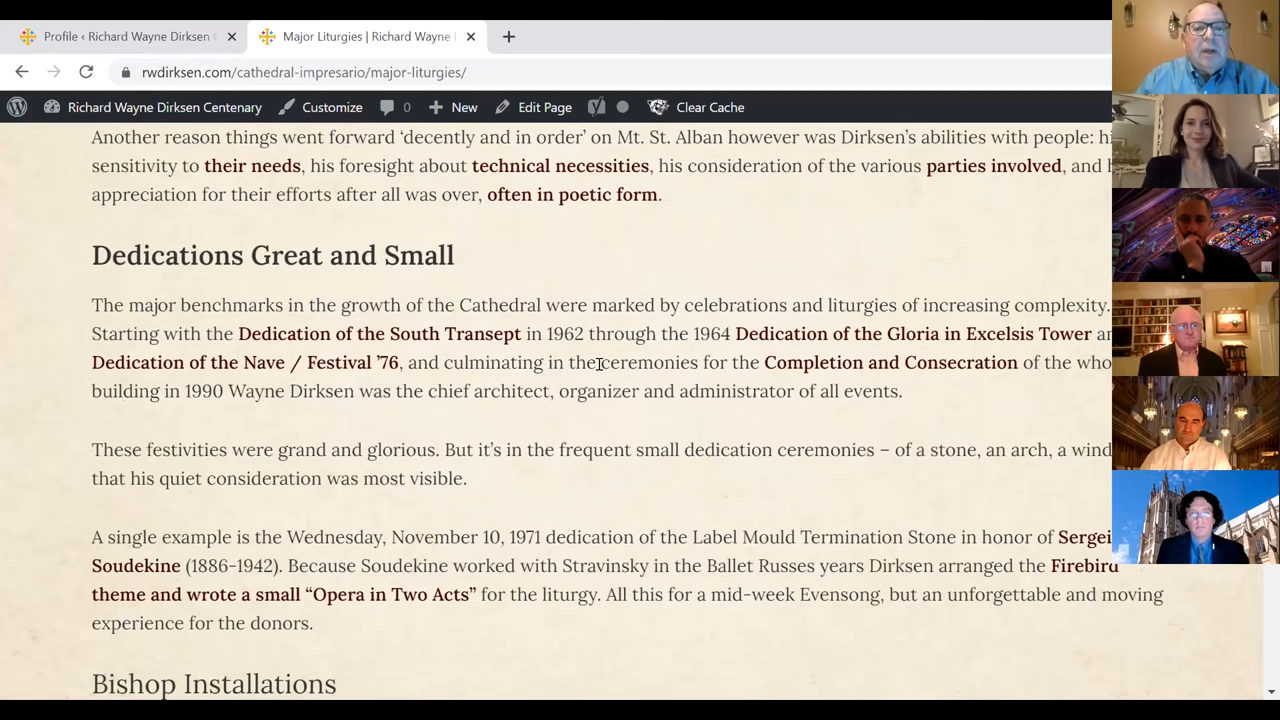 Profile ‹ Richard Wayne Dirksen
Major Liturgies | Richard Wayne
rwdirksen.com/cathedral-impresario/major-liturgies/
Richard Wayne Dirksen Centenary Customize 0 New Edit Page Clear Cache
Another reason things went forward ‘decently and in order’ on Mt. St. Alban however was Dirksen’s abilities with people:
sensitivity to their needs, his foresight about technical necessities, his consideration of the various parties involved, and
appreciation for their efforts after all was over, often in poetic form.
Dedications Great and Small
The major benchmarks in the growth of the Cathedral were marked by celebrations and liturgies of increasing complexity.
Starting with the Dedication of the South Transept in 1962 through the 1964 Dedication of the Gloria in Excelsis Tower
Dedication of the Nave / Festival ’76, and culminating in the ceremonies for the Completion and Consecration of the
building in 1990 Wayne Dirksen was the chief architect, organizer and administrator of all events.
These festivities were grand and glorious. But it’s in the frequent small dedication ceremonies – of a stone, an arch, a
that his quiet consideration was most visible.
A single example is the Wednesday, November 10, 1971 dedication of the Label Mould Termination Stone in honor of Sergei
Soudekine (1886-1942). Because Soudekine worked with Stravinsky in the Ballet Russes years Dirksen arranged the Firebird
theme and wrote a small “Opera in Two Acts” for the liturgy. All this for a mid-week Evensong, but an unforgettable and moving
experience for the donors.
Bishop Installations